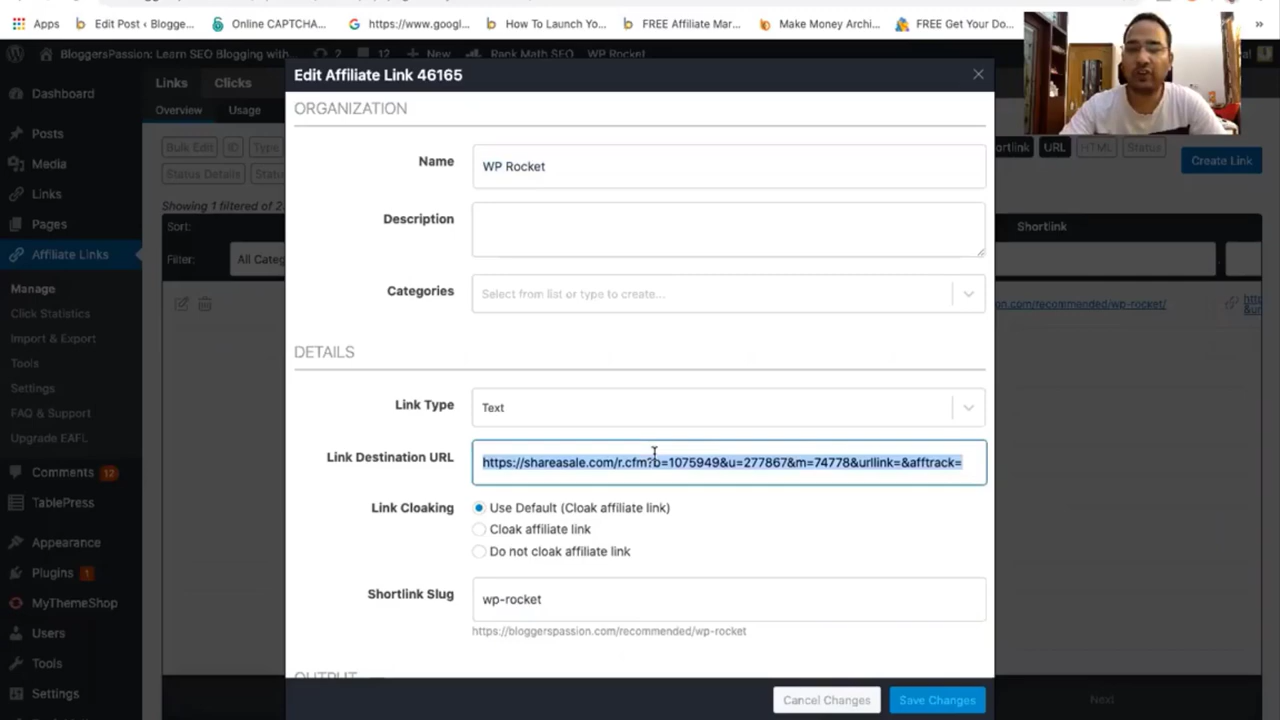 Apps
Edit Post ‹ Blogge...
Online CAPTCHA...
https://www.googl...
How To Launch Yo...
FREE Affiliate Mar...
Make Money Archi...
FREE Get Your Do...
»
BloggersPassion: Learn SEO Blogging with
2
12
New
Rank Math SEO
WP Rocket
Dashboard
Posts
Media
Links
Pages
Affiliate Links
Manage
Click Statistics
Import & Export
Tools
Settings
FAQ & Support
Upgrade EAFL
Comments 12
TablePress
Appearance
Plugins 1
MyThemeShop
Users
Tools
Settings
Links
Clicks
Overview
Usage
Bulk Edit
ID
Type
Status Details
Showing 1 filtered of 2
Sort:
Filter:
All Categ
Edit Affiliate Link 46165
ORGANIZATION
Name
WP Rocket
Description
Categories
Select from list or type to create...
DETAILS
Link Type
Text
Link Destination URL
https://shareasale.com/r.cfm?b=1075949&u=277867&m=74778&urllink=&afftrack=
Link Cloaking
Use Default (Cloak affiliate link)
Cloak affiliate link
Do not cloak affiliate link
Shortlink Slug
wp-rocket
https://bloggerspassion.com/recommended/wp-rocket
Cancel Changes
Save Changes
URL
HTML
Status
Create Link
Shortlink
gn.com/recommended/wp-rocket/
Next